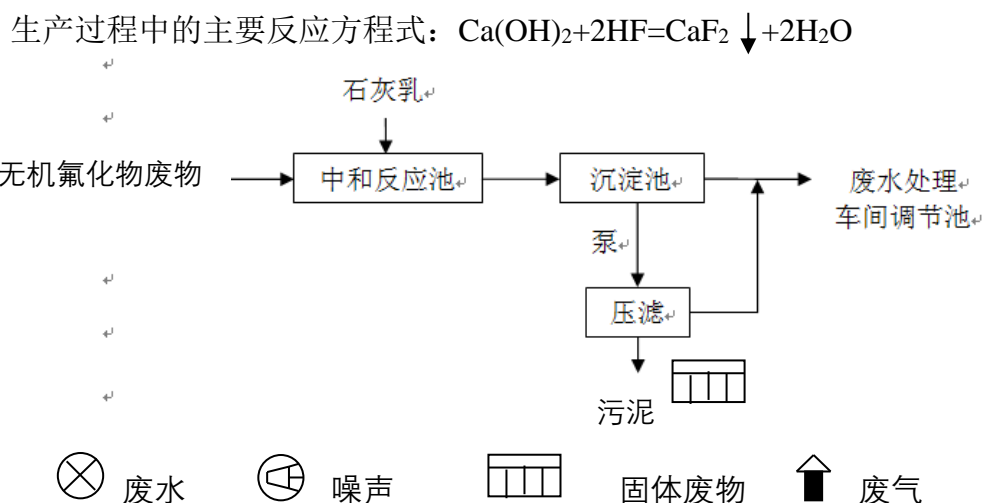 生产过程中的主要反应方程式：Ca(OH)₂+2HF=CaF₂↓+2H₂O
石灰乳
无机氟化物废物
中和反应池
沉淀池
废水处理
车间调节池
泵
压滤
污泥
废水 噪声 固体废物 废气